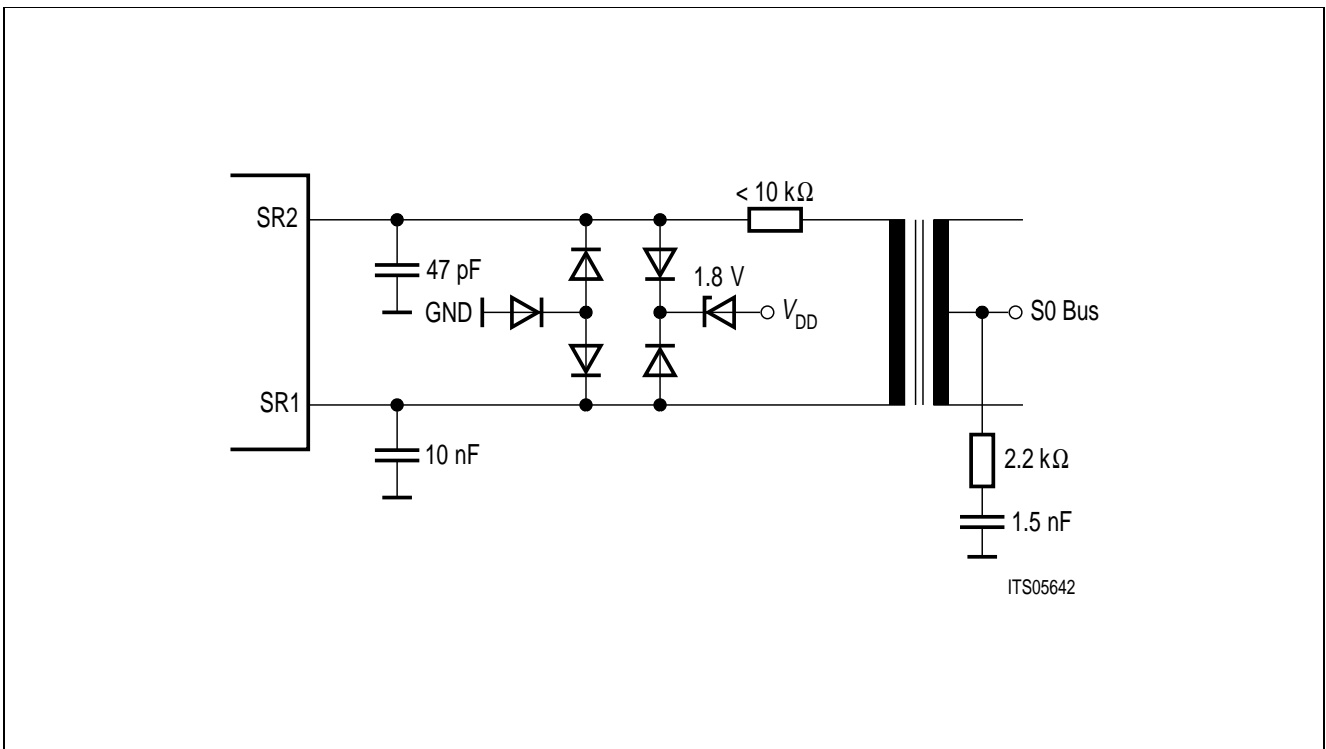 < 10 kΩ
SR2
47 pF
1.8 V
GND
VDD
S0 Bus
SR1
10 nF
2.2 kΩ
1.5 nF
ITS05642